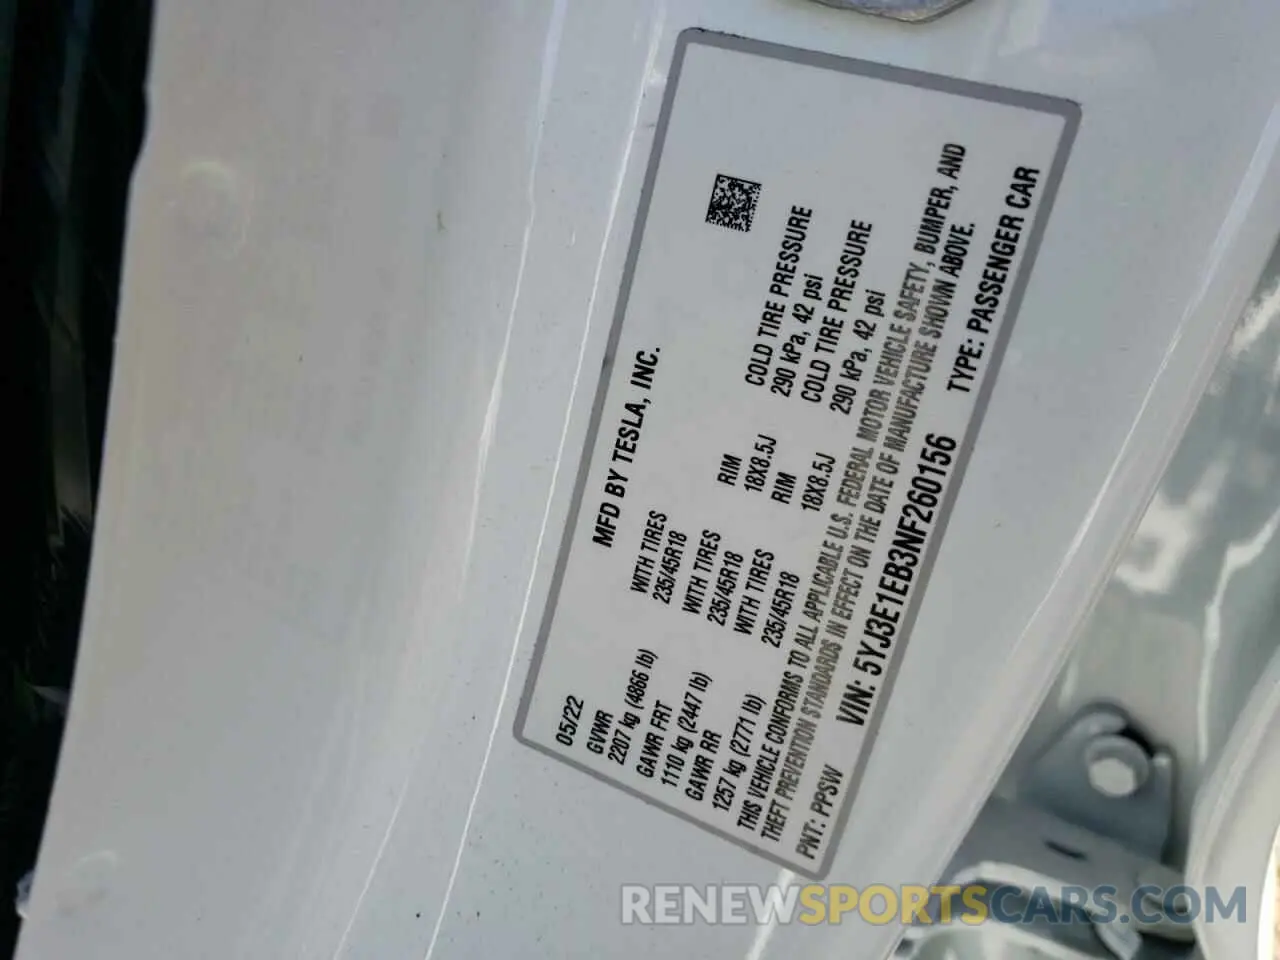 MFD BY TESLA, INC.
05/22
GVWR
2207 kg (4866 lb)
WITH TIRES
235/45R18
RIM
18X8.5J
COLD TIRE PRESSURE
290 kPa, 42 psi
GAWR FRT
1110 kg (2447 lb)
WITH TIRES
235/45R18
RIM
18X8.5J
COLD TIRE PRESSURE
290 kPa, 42 psi
GAWR RR
1257 kg (2771 lb)
WITH TIRES
235/45R18
THIS VEHICLE CONFORMS TO ALL APPLICABLE U.S. FEDERAL MOTOR VEHICLE SAFETY, BUMPER, AND
THEFT PREVENTION STANDARDS IN EFFECT ON THE DATE OF MANUFACTURE SHOWN ABOVE.
PNT: PPSW VIN: 5YJ3E1EB3NF260156 TYPE: PASSENGER CAR
RENEWSPORTSCARS.COM